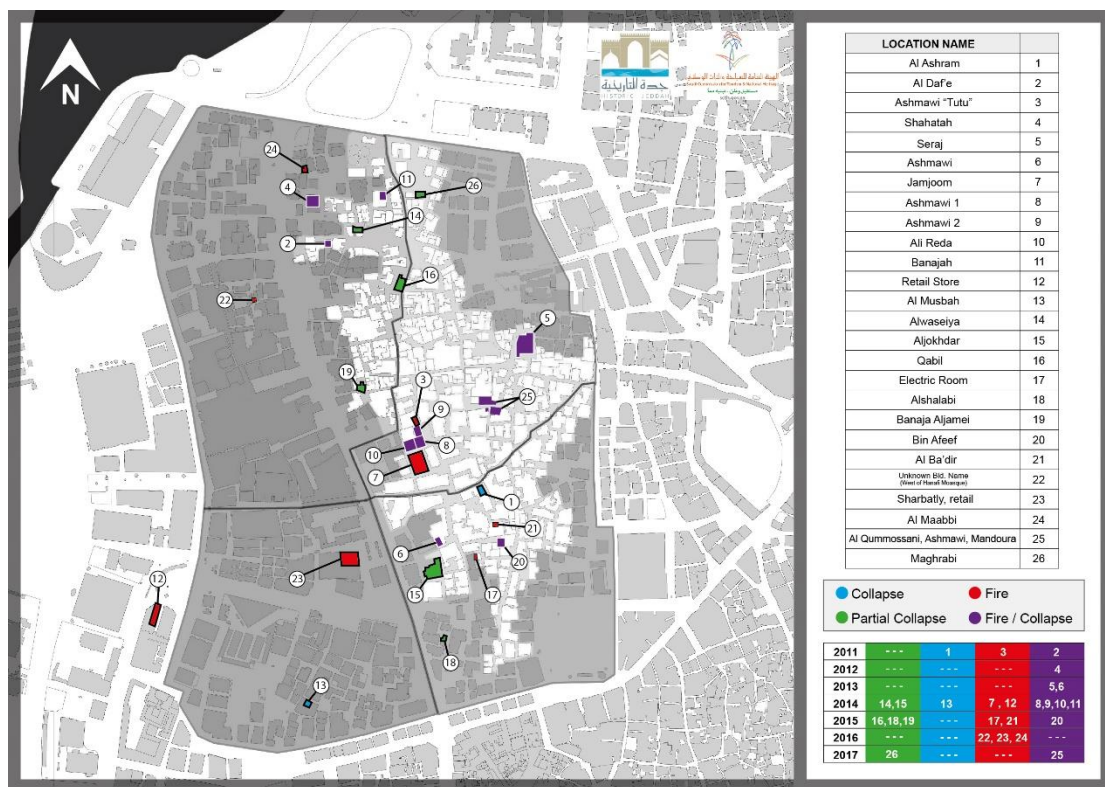 N
جدة التاريخية
HISTORIC JEDDAH
24
4
11
26
14
2
16
22
5
19
3
9
25
10
8
7
1
21
6
20
23
12
15
17
18
13
LOCATION NAME
Al Ashram 1
Al Daf'e 2
Ashmawi “Tutu” 3
Shahatah 4
Seraj 5
Ashmawi 6
Jamjoom 7
Ashmawi 1 8
Ashmawi 2 9
Ali Reda 10
Banajah 11
Retail Store 12
Al Musbah 13
Alwaseiya 14
Aljokhdar 15
Qabil 16
Electric Room 17
Alshalabi 18
Banaja Aljamei 19
Bin Afeef 20
Al Ba'dir 21
Unknown Bld. Name
(West of Hanafi Mosque) 22
Sharbatly, retail 23
Al Maabbi 24
Al Qummossani, Ashmawi, Mandoura 25
Maghrabi 26
Collapse Fire
Partial Collapse Fire / Collapse
2011 --- 1 3 2
2012 --- --- --- 4
2013 --- --- --- 5,6
2014 14,15 13 7 , 12 8,9,10,11
2015 16,18,19 --- 17, 21 20
2016 --- --- 22, 23, 24 ---
2017 26 --- --- 25